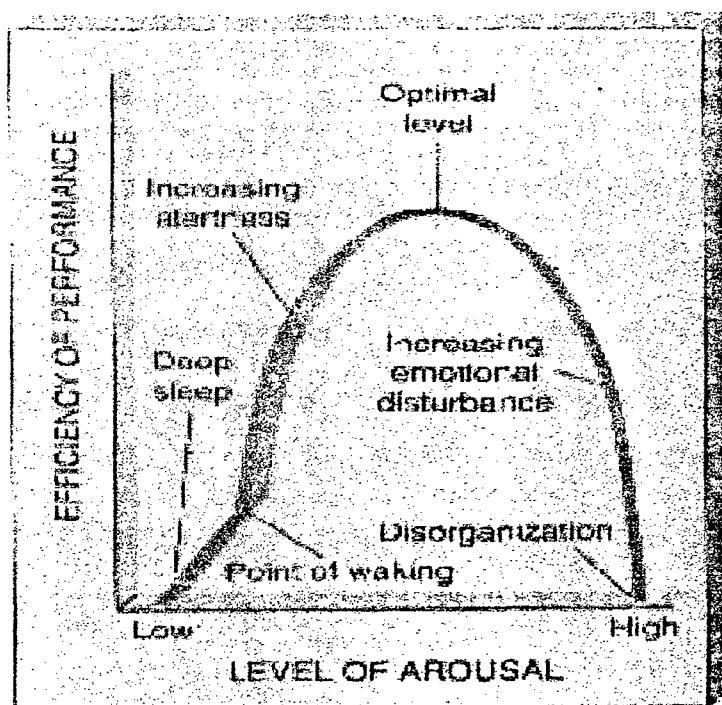 Optimal
level
Increasing
alertness
EFFICIENCY OF PERFORMANCE
Deep
sleep
Increasing
emotional
disturbance
Disorganization
Point of waking
Low
High
LEVEL OF AROUSAL